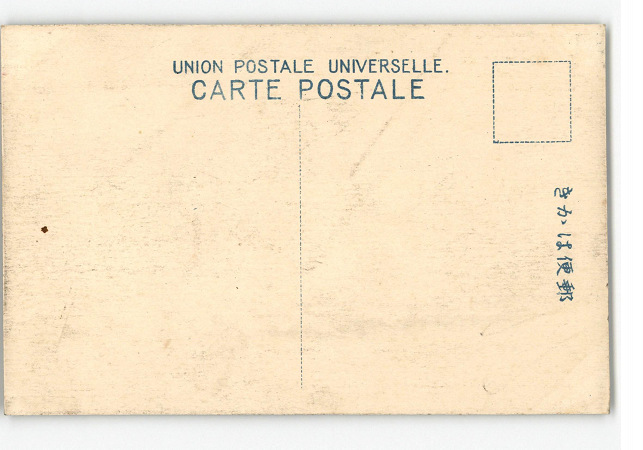 UNION POSTALE UNIVERSELLE.
CARTE POSTALE
きかは便郵